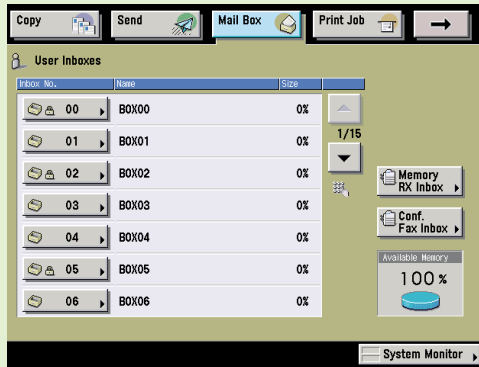 Copy
Send
Mail Box
Print Job
User Inboxes
Inbox No. Name Size
00 BOX00 0%
01 BOX01 0%
02 BOX02 0%
03 BOX03 0%
04 BOX04 0%
05 BOX05 0%
06 BOX06 0%
1/15
Memory
RX Inbox
Conf.
Fax Inbox
Available Memory
100 %
System Monitor